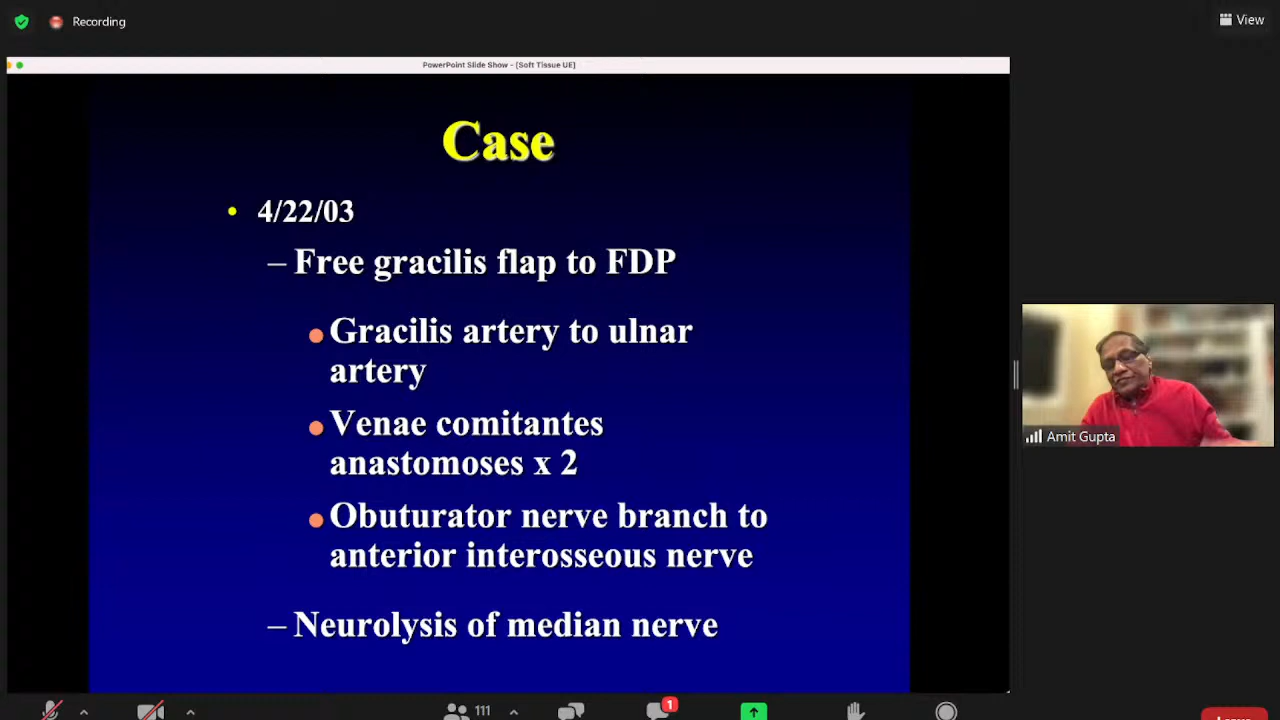 Recording
View
PowerPoint Slide Show - [Soft Tissue UE]
Case
• 4/22/03
– Free gracilis flap to FDP
• Gracilis artery to ulnar
artery
• Venae comitantes
anastomoses x 2
• Obuturator nerve branch to
anterior interosseous nerve
– Neurolysis of median nerve
Amit Gupta
111
1
Leave